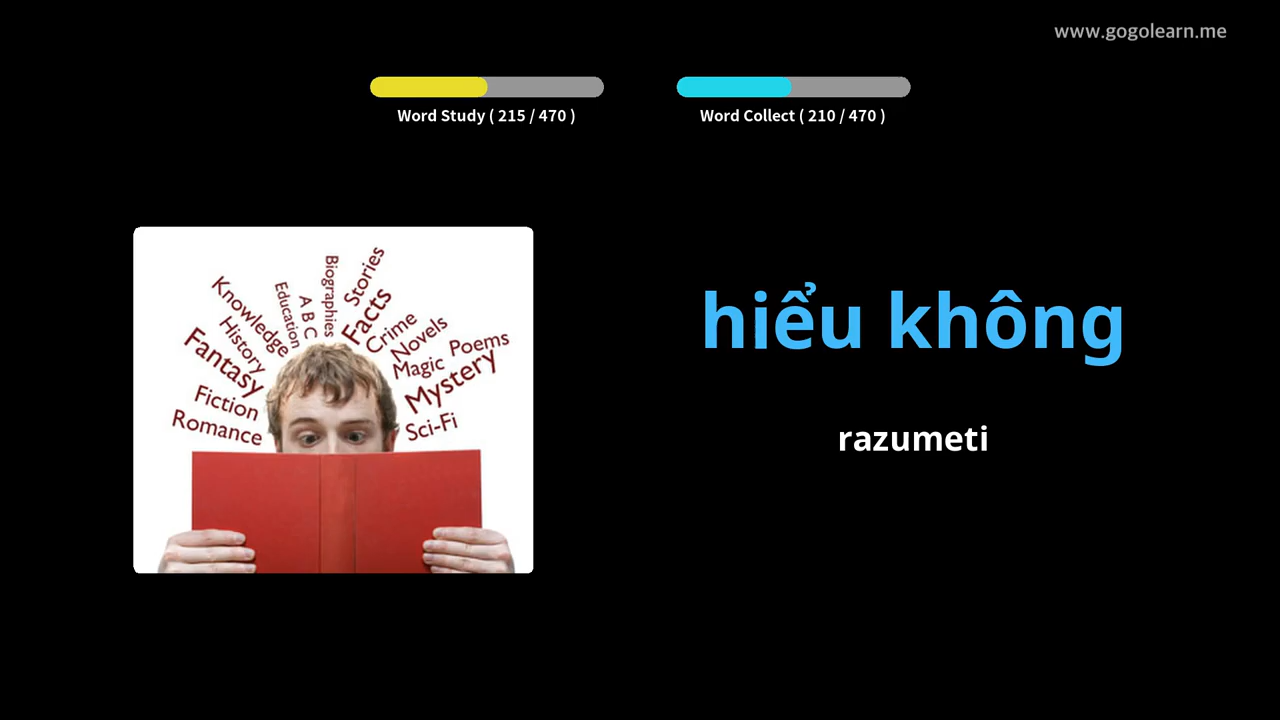 www.gogolearn.me
Word Study ( 215 / 470 )
Word Collect ( 210 / 470 )
Knowledge
History
Fantasy
Fiction
Romance
Education
A B C
Biographies
Stories
Facts
Crime
Novels
Magic
Poems
Mystery
Sci-Fi
hiểu không
razumeti